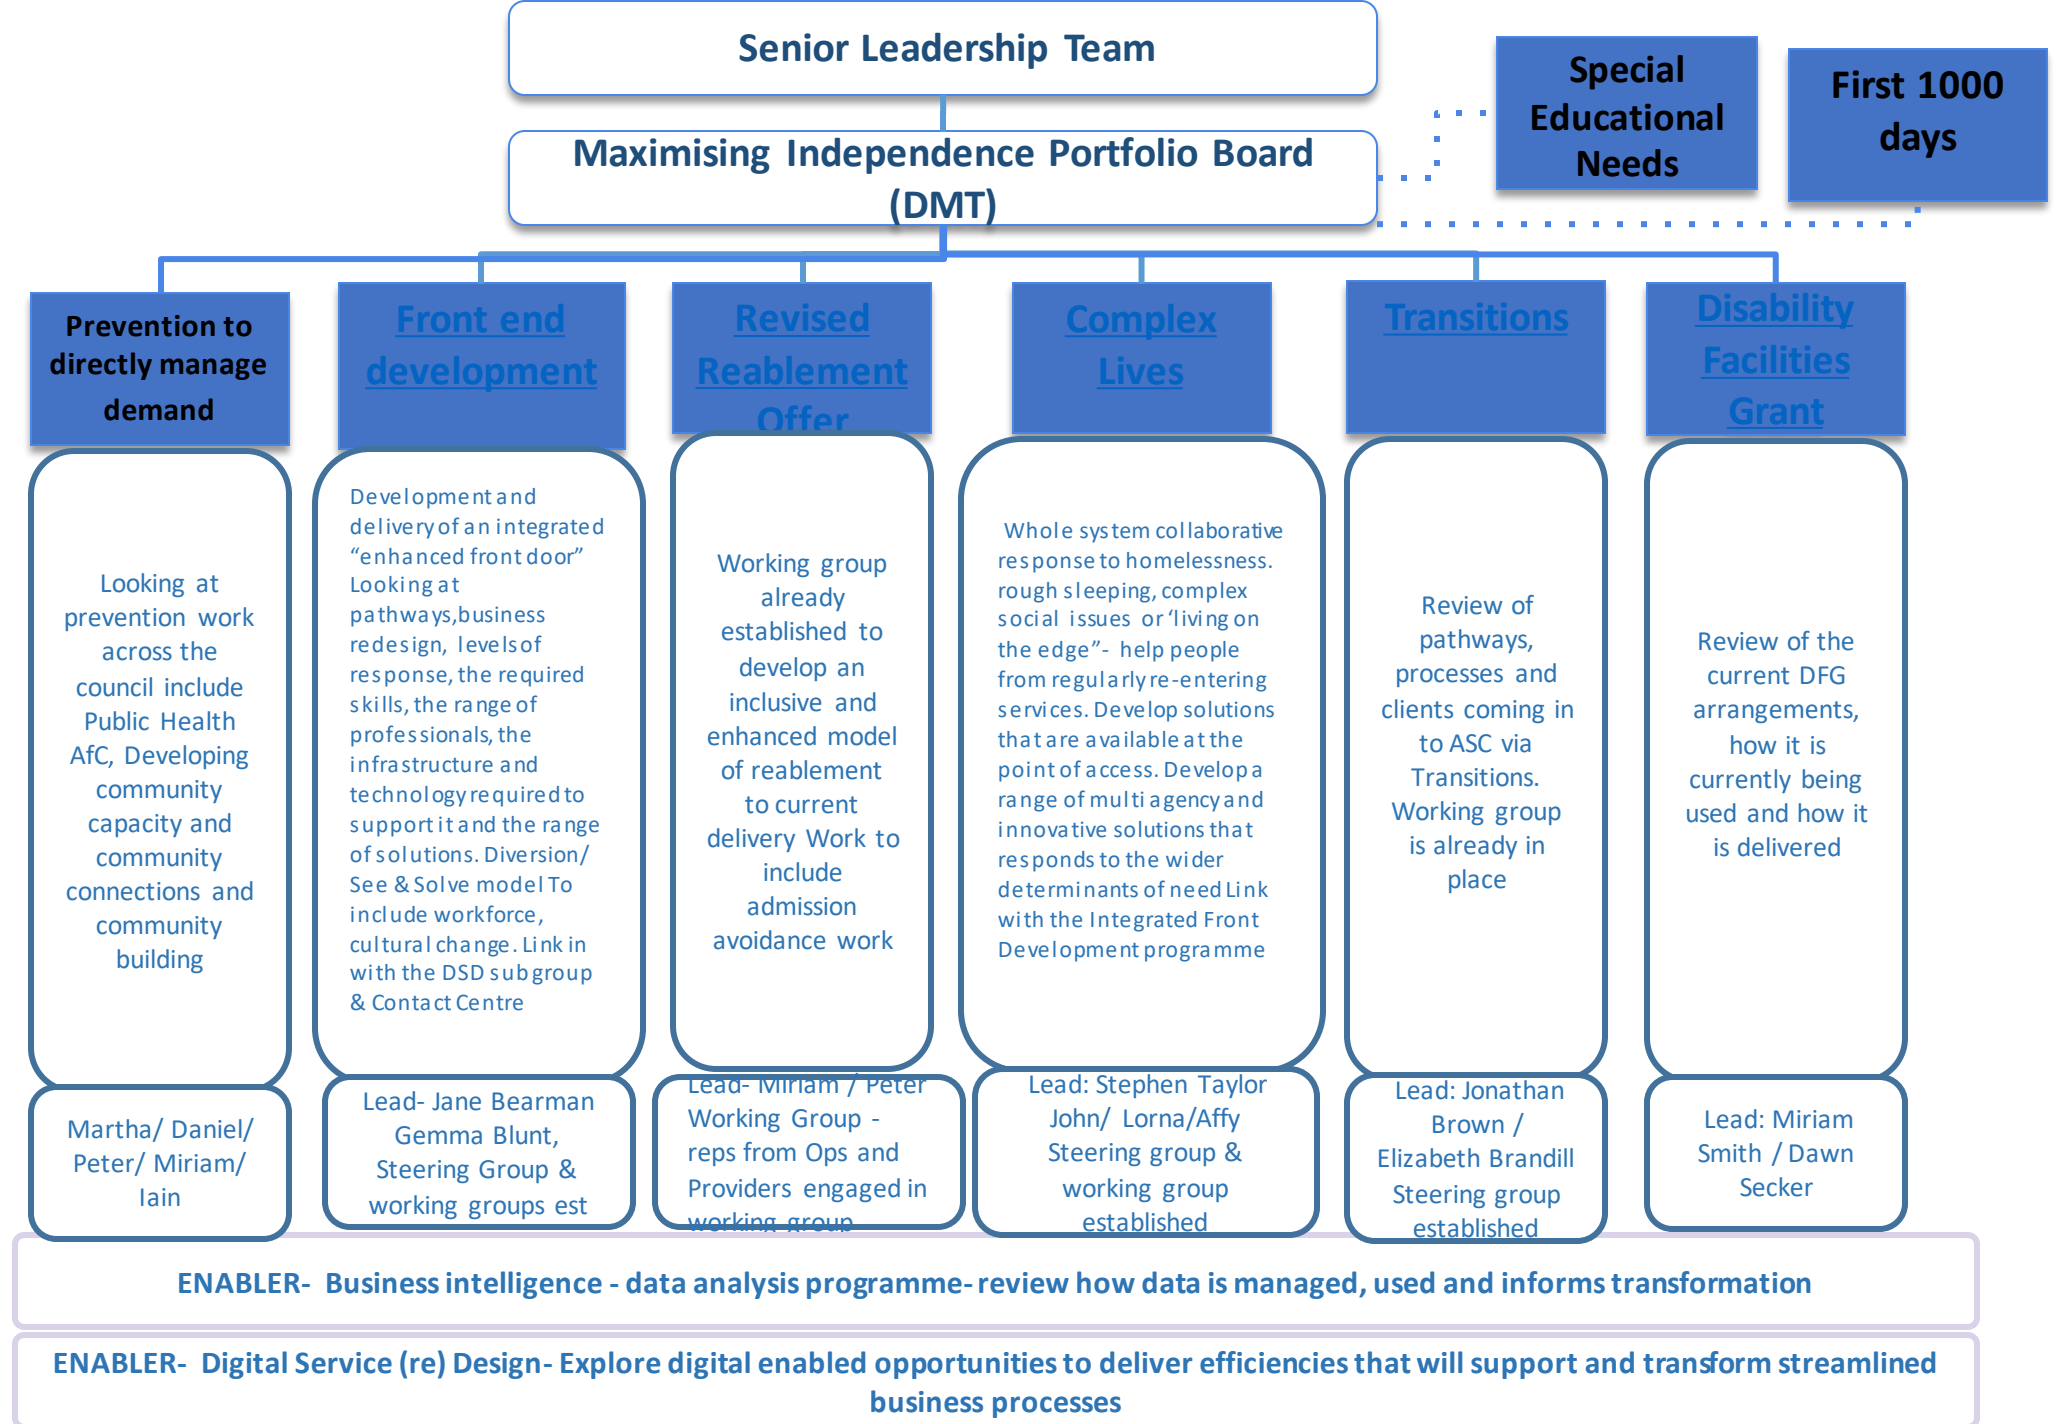 Senior Leadership Team
Maximising Independence Portfolio Board
(DMT)
Special
Educational
Needs
First 1000
days
Prevention to
directly manage
demand
Front end
development
Revised
Reablement
Offer
Complex
Lives
Transitions
Disability
Facilities
Grant
Looking at
prevention work
across the
council include
Public Health
AfC, Developing
community
capacity and
community
connections and
community
building
Development and
delivery of an integrated
“enhanced front door”
Looking at
pathways,business
redesign, levels of
response, the required
skills, the range of
professionals, the
infrastructure and
technology required to
support it and the range
of solutions. Diversion/
See & Solve model To
include workforce,
cultural change. Link in
with the DSD sub group
& Contact Centre
Working group
already
established to
develop an
inclusive and
enhanced model
of reablement
to current
delivery Work to
include
admission
avoidance work
Whole system collaborative
response to homelessness.
rough sleeping, complex
social issues or ‘living on
the edge”- help people
from regularly re-entering
services. Develop solutions
that are available at the
point of access. Develop a
range of multi agency and
innovative solutions that
responds to the wider
determinants of need Link
with the Integrated Front
Development programme
Review of
pathways,
processes and
clients coming in
to ASC via
Transitions.
Working group
is already in
place
Review of the
current DFG
arrangements,
how it is
currently being
used and how it
is delivered
Martha/ Daniel/
Peter/ Miriam/
Iain
Lead- Jane Bearman
Gemma Blunt,
Steering Group &
working groups est
Lead- Miriam / Peter
Working Group -
reps from Ops and
Providers engaged in
working group
Lead: Stephen Taylor
John/ Lorna/Affy
Steering group &
working group
established
Lead: Jonathan
Brown /
Elizabeth Brandill
Steering group
established
Lead: Miriam
Smith / Dawn
Secker
ENABLER- Business intelligence - data analysis programme- review how data is managed, used and informs transformation
ENABLER- Digital Service (re) Design- Explore digital enabled opportunities to deliver efficiencies that will support and transform streamlined
business processes